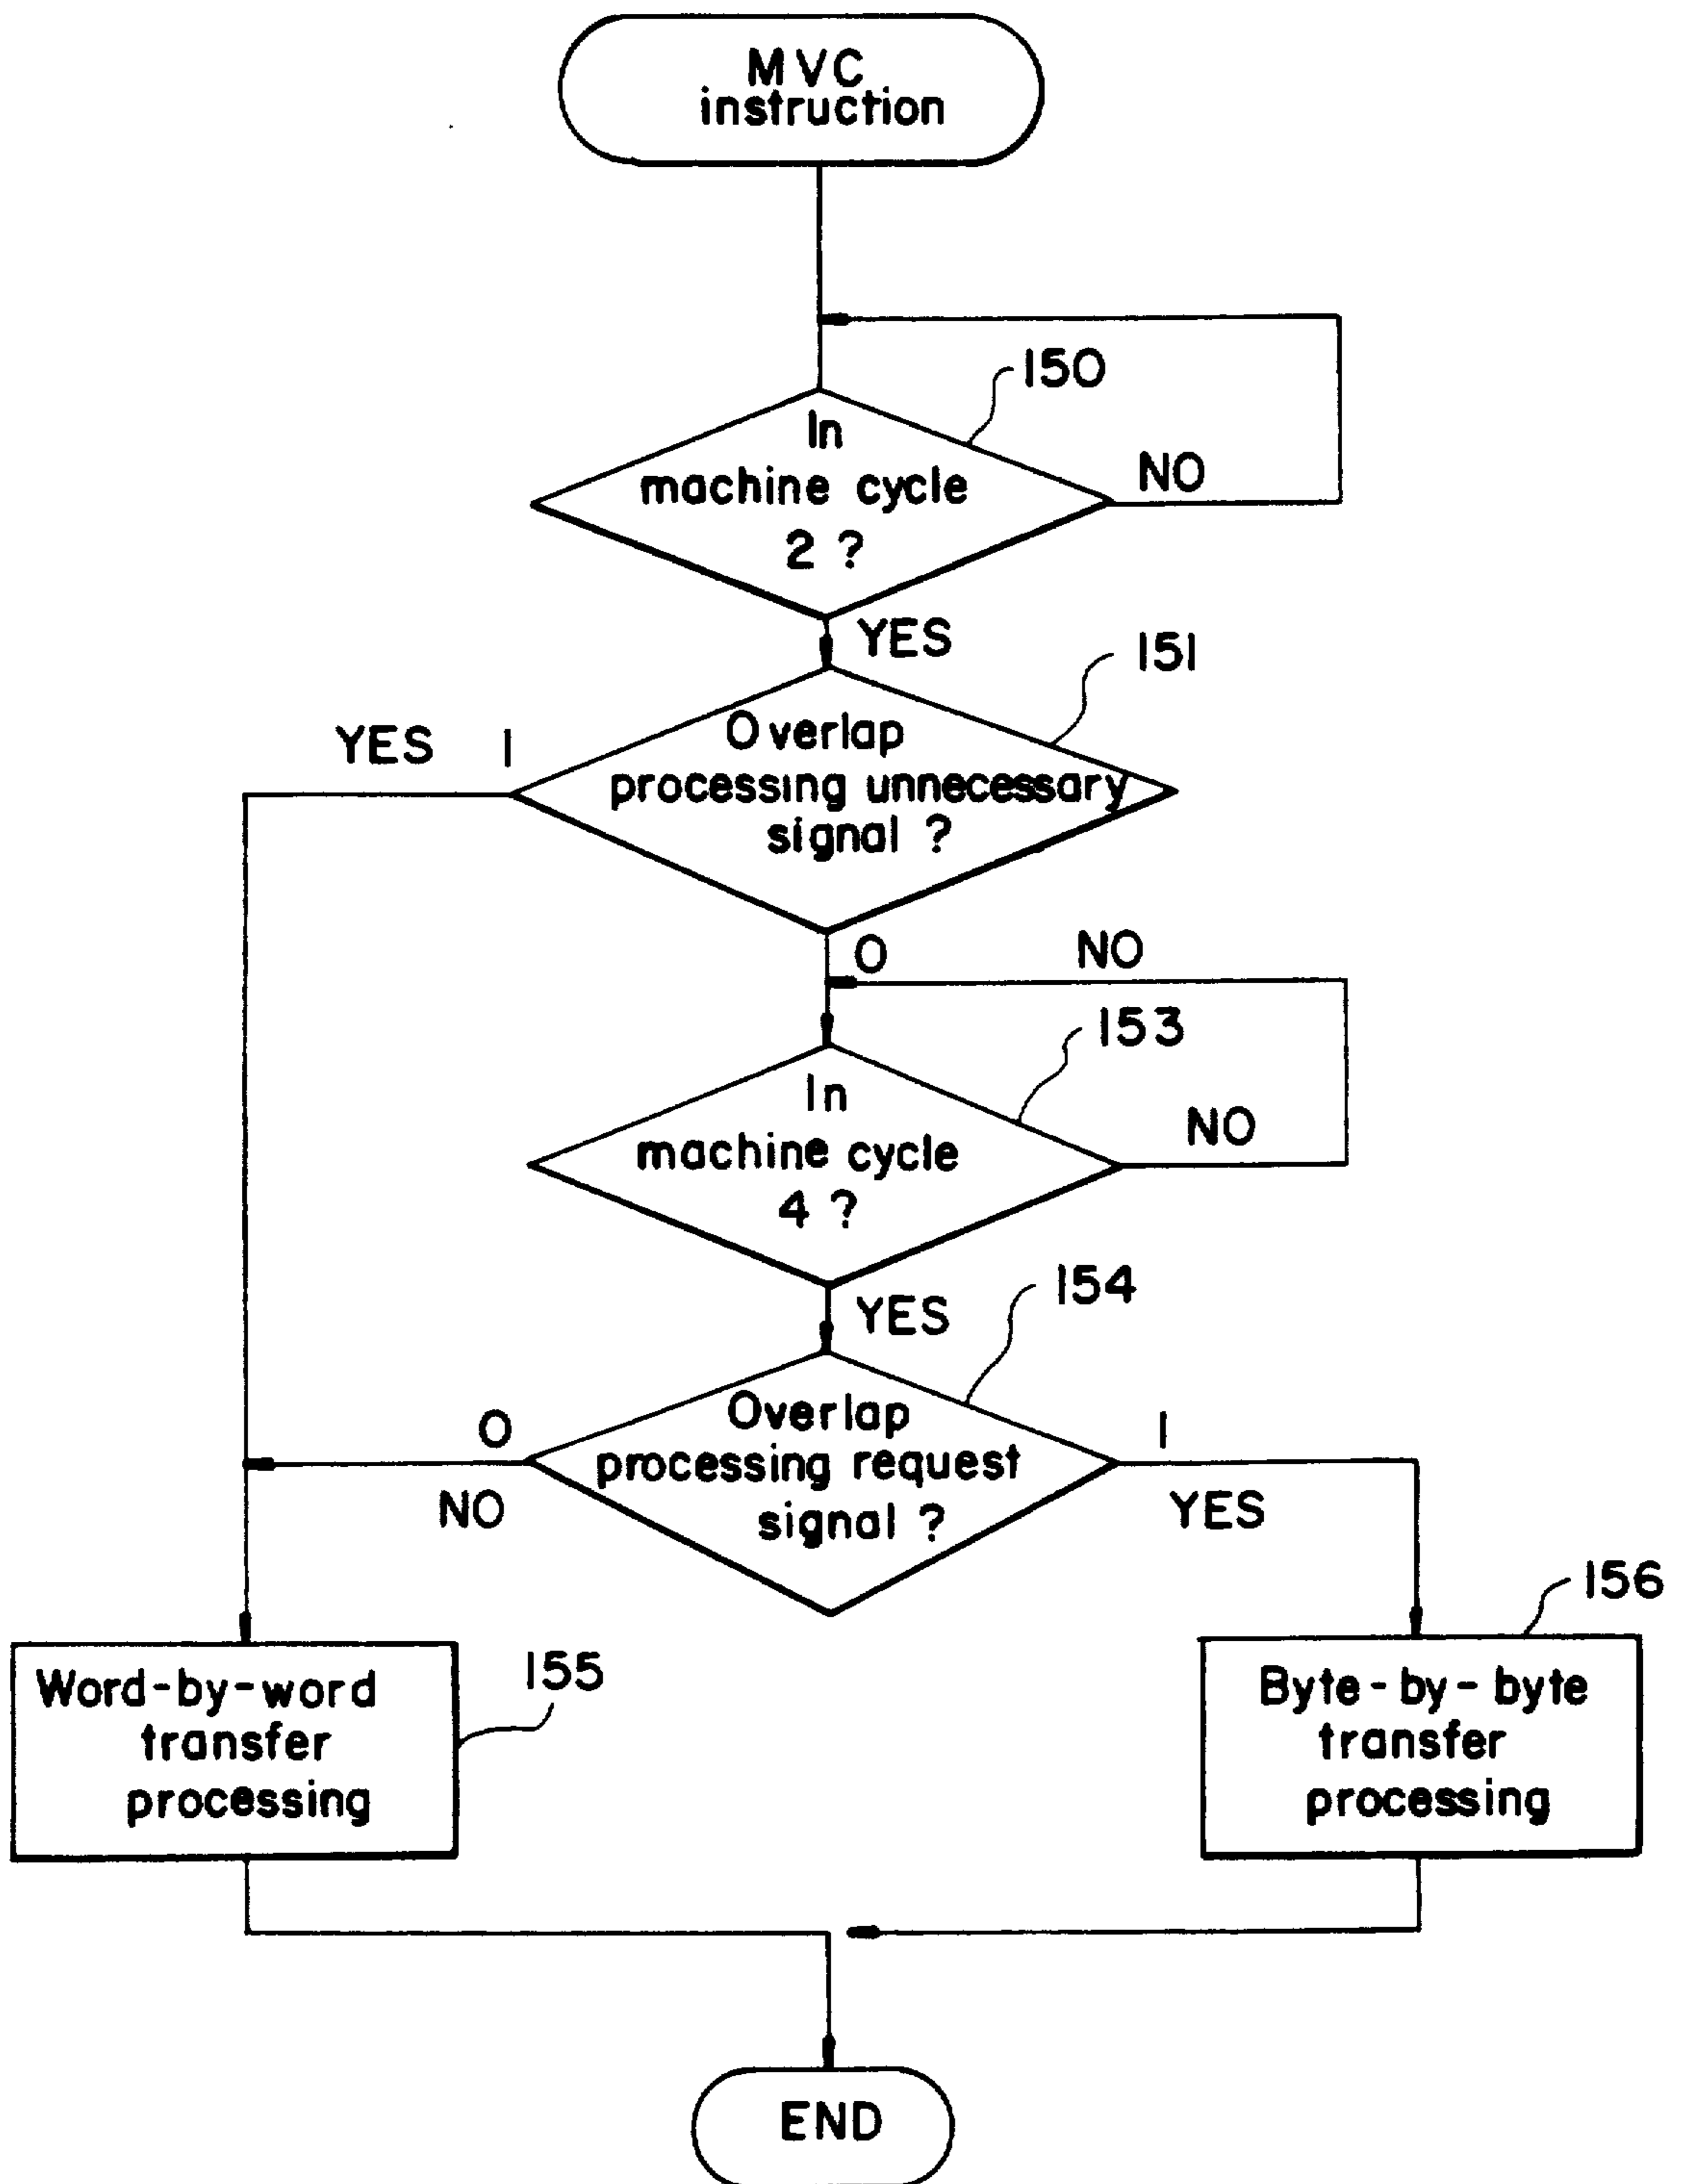 MVC
instruction
150
In
machine cycle
2 ?
NO
YES
151
YES 1
Overlap
processing unnecessary
signal ?
0
NO
153
In
machine cycle
4 ?
NO
YES
154
0
Overlap
processing request
signal ?
1
NO
YES
156
155
Word-by-word
transfer
processing
Byte-by-byte
transfer
processing
END